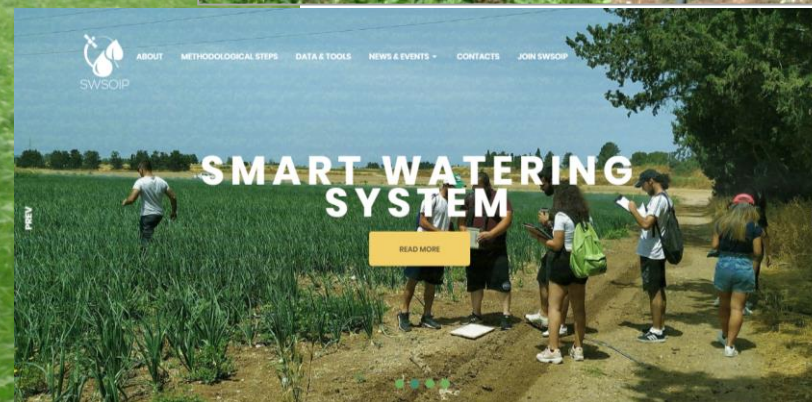 ABOUT METHODOLOGICAL STEPS DATA & TOOLS NEWS & EVENTS CONTACTS JOIN SWSOIP
SWSOIP
SMART WATERING
SYSTEM
PREV
READ MORE